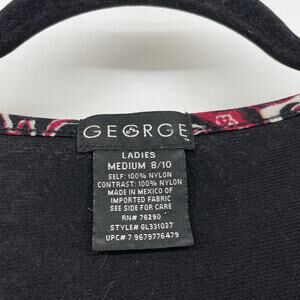 GEORGE
LADIES
MEDIUM 8/10
SELF: 100% NYLON
CONTRAST: 100% NYLON
MADE IN MEXICO OF
IMPORTED FABRIC
SEE SIDE FOR CARE
RN# 76290
STYLE# GL331037
UPC# 7 9679776479